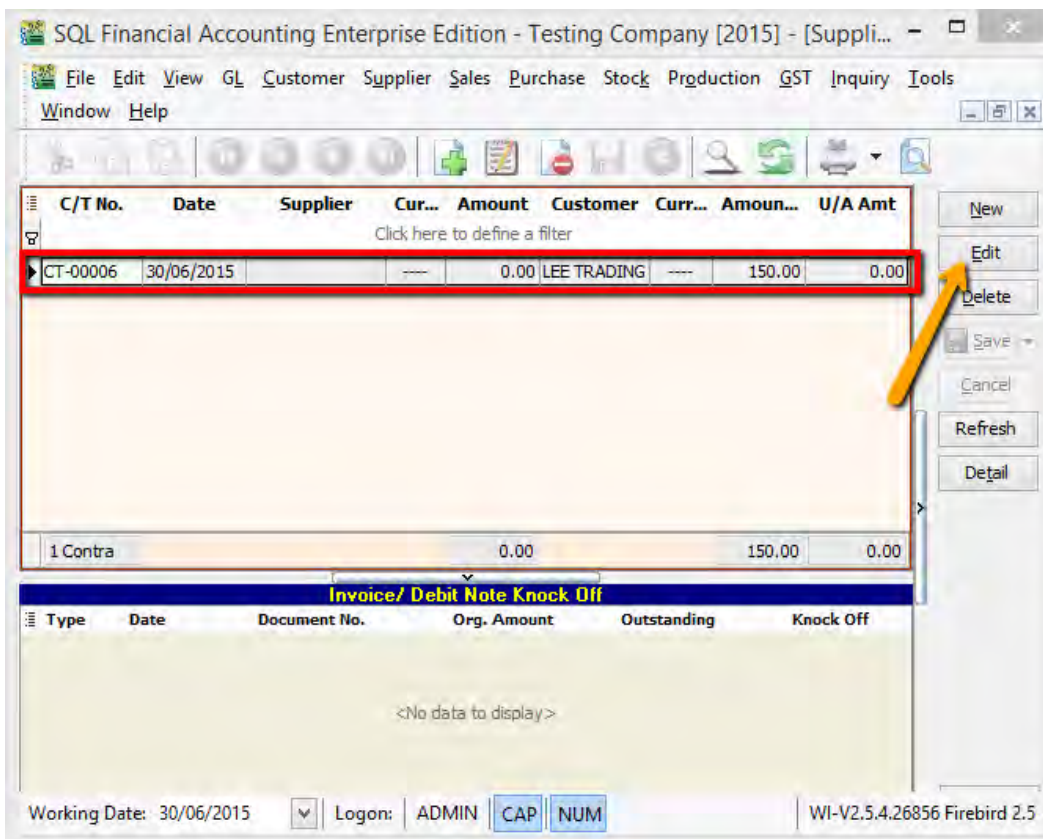 SQL Financial Accounting Enterprise Edition - Testing Company [2015] - [Suppli...
File Edit View GL Customer Supplier Sales Purchase Stock Production GST Inquiry Tools
Window Help
C/T No. Date Supplier Cur... Amount Customer Curr... Amoun... U/A Amt
Click here to define a filter
CT-00006 30/06/2015 ---- 0.00 LEE TRADING ---- 150.00 0.00
1 Contra 0.00 150.00 0.00
New
Edit
Delete
Save
Cancel
Refresh
Detail
Invoice/ Debit Note Knock Off
Type Date Document No. Org. Amount Outstanding Knock Off
<No data to display>
Working Date: 30/06/2015 Logon: ADMIN CAP NUM WI-V2.5.4.26856 Firebird 2.5